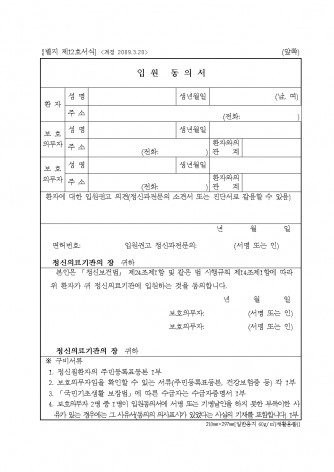 [별지 제12호서식] <개정 2009.3.20> (앞쪽)
입 원 동 의 서
환 자 성 명 생년월일 (남, 여)
주 소 (전화: )
보 호 의무자 성 명 생년월일
주 소 (전화: ) 환자와의 관 계
보 호 의무자 성 명 생년월일
주 소 (전화: ) 환자와의 관 계
환자에 대한 입원권고 의견(정신과전문의 소견서 또는 진단서로 갈음할 수 있음)
년 월 일
면허번호: 입원권고 정신과전문의: (서명 또는 인)
정신의료기관의 장 귀하
본인은 「정신보건법」 제24조제1항 및 같은 법 시행규칙 제14조제1항에 따라
위 환자가 귀 정신의료기관에 입원하는 것을 동의합니다.
년 월 일
보호의무자: (서명 또는 인)
보호의무자: (서명 또는 인)
정신의료기관의 장 귀하
※ 구비서류
1. 정신질환자의 주민등록표등본 1부
2. 보호의무자임을 확인할 수 있는 서류(주민등록표등본, 건강보험증 등) 각 1부
3. 「국민기초생활 보장법」에 따른 수급자는 수급자증명서 1부
4. 보호의무자 2명 중 1명이 입원동의서에 서명 또는 기명날인을 하지 못한 부득이한 사
유가 있는 경우에는 그 사유서(동의의 의사표시가 있었다는 사실의 기재를 포함합니다) 1부
210㎜×297㎜[일반용지 60g/㎡(재활용품)]